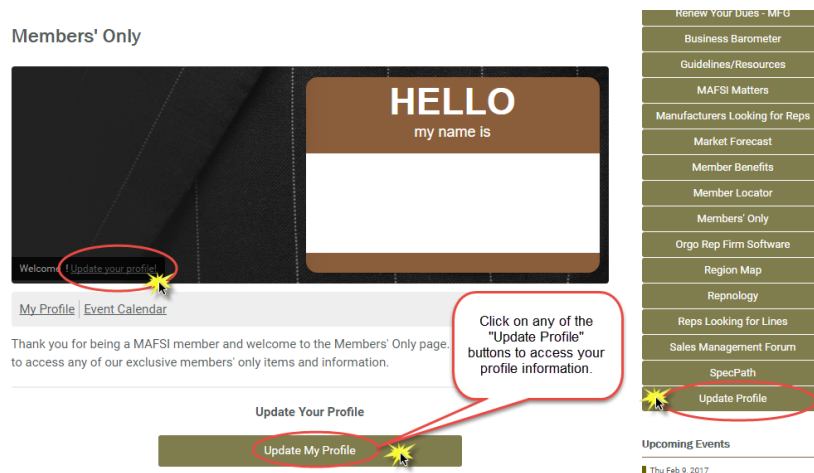 Members' Only
HELLO
my name is
Welcome ! Update your profile!
My Profile Event Calendar
Thank you for being a MAFSI member and welcome to the Members' Only page.
to access any of our exclusive members' only items and information.
Update Your Profile
Update My Profile
Click on any of the
"Update Profile"
buttons to access your
profile information.
Renew Your Dues - MFG
Business Barometer
Guidelines/Resources
MAFSI Matters
Manufacturers Looking for Reps
Market Forecast
Member Benefits
Member Locator
Members' Only
Orgo Rep Firm Software
Region Map
Repnology
Reps Looking for Lines
Sales Management Forum
SpecPath
Update Profile
Upcoming Events
Thu Feb 9, 2017